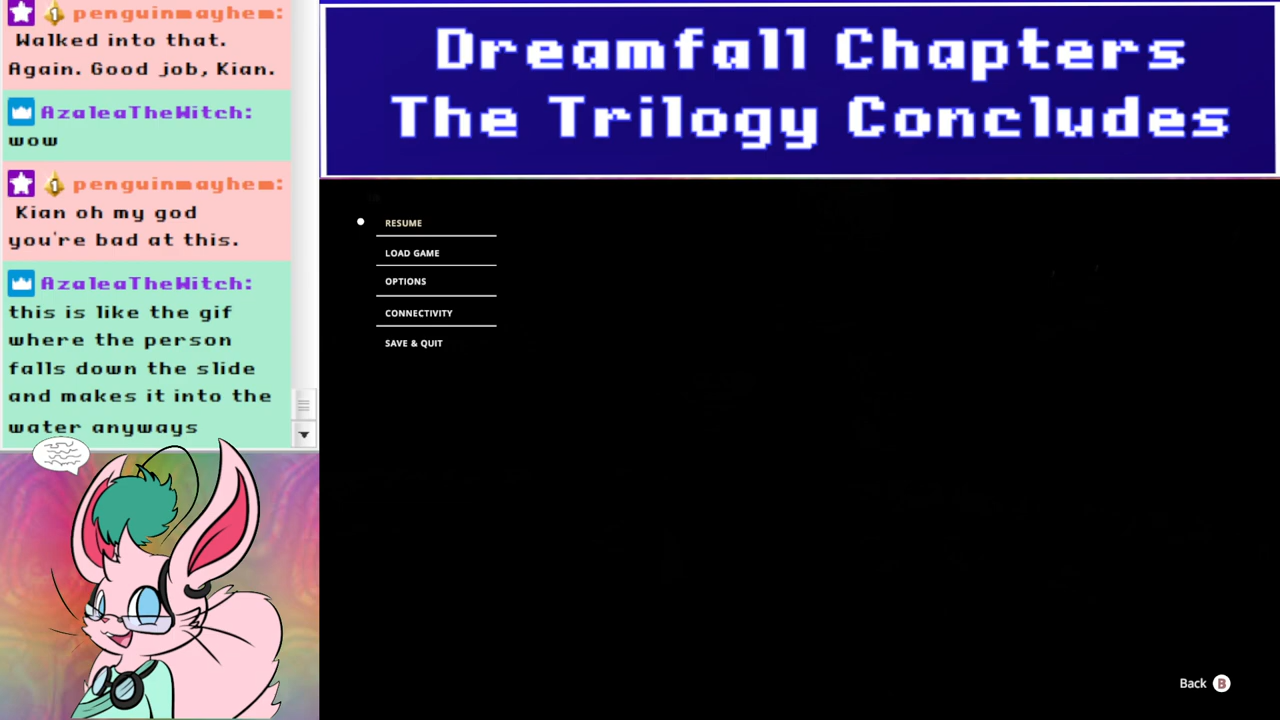 penguinmayhem:
Walked into that.
Again. Good job, Kian.
AzaleaTheWitch:
wow
penguinmayhem:
Kian oh my god
you're bad at this.
AzaleaTheWitch:
this is like the gif
where the person
falls down the slide
and makes it into the
water anyways
Dreamfall Chapters
The Trilogy Concludes
RESUME
LOAD GAME
OPTIONS
CONNECTIVITY
SAVE & QUIT
Back B